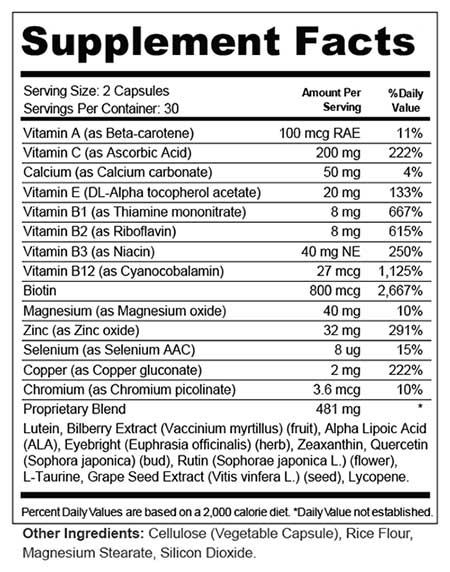 Supplement Facts
Serving Size: 2 Capsules
Servings Per Container: 30
Amount Per Serving
%Daily Value
Vitamin A (as Beta-carotene) 100 mcg RAE 11%
Vitamin C (as Ascorbic Acid) 200 mg 222%
Calcium (as Calcium carbonate) 50 mg 4%
Vitamin E (DL-Alpha tocopherol acetate) 20 mg 133%
Vitamin B1 (as Thiamine mononitrate) 8 mg 667%
Vitamin B2 (as Riboflavin) 8 mg 615%
Vitamin B3 (as Niacin) 40 mg NE 250%
Vitamin B12 (as Cyanocobalamin) 27 mcg 1,125%
Biotin 800 mcg 2,667%
Magnesium (as Magnesium oxide) 40 mg 10%
Zinc (as Zinc oxide) 32 mg 291%
Selenium (as Selenium AAC) 8 ug 15%
Copper (as Copper gluconate) 2 mg 222%
Chromium (as Chromium picolinate) 3.6 mcg 10%
Proprietary Blend 481 mg *
Lutein, Bilberry Extract (Vaccinium myrtillus) (fruit), Alpha Lipoic Acid
(ALA), Eyebright (Euphrasia officinalis) (herb), Zeaxanthin, Quercetin
(Sophora japonica) (bud), Rutin (Sophorae japonica L.) (flower),
L-Taurine, Grape Seed Extract (Vitis vinfera L.) (seed), Lycopene.
Percent Daily Values are based on a 2,000 calorie diet. *Daily Value not established.
Other Ingredients: Cellulose (Vegetable Capsule), Rice Flour,
Magnesium Stearate, Silicon Dioxide.